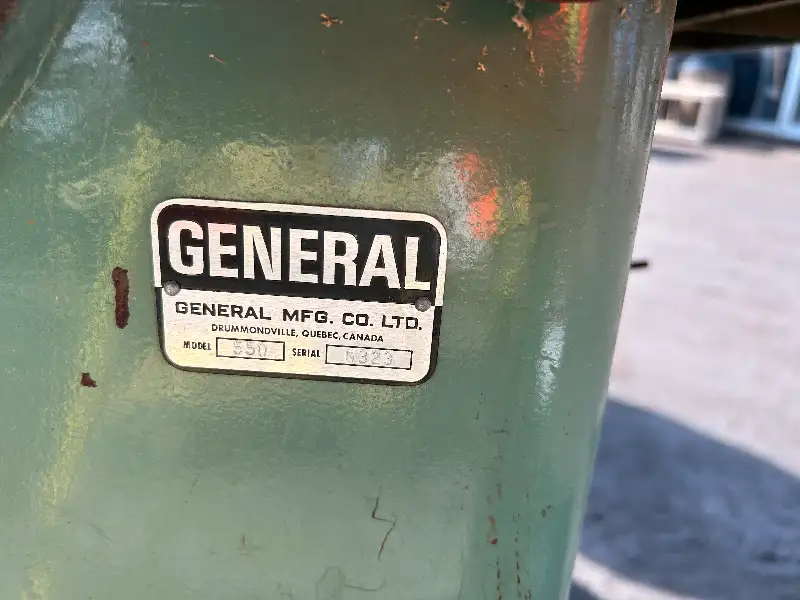 GENERAL
GENERAL MFG. CO. LTD.
DRUMMONDVILLE, QUEBEC, CANADA
MODEL 550 SERIAL